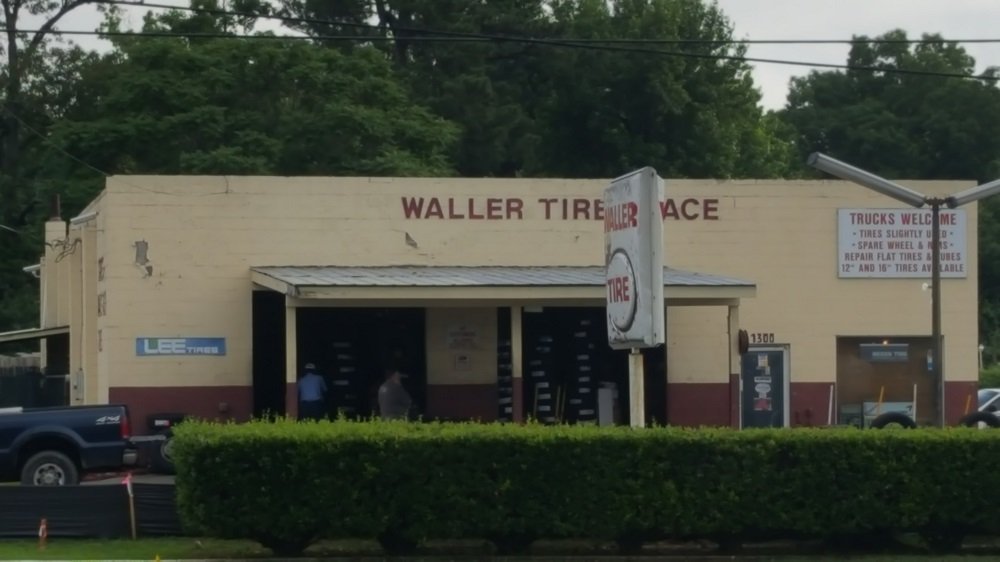 WALLER TIRE ACE
WALLER
TIRE
TRUCKS WELCOME
• TIRES SLIGHTLY USED •
• SPARE WHEEL & RIMS •
REPAIR FLAT TIRES & TUBES
12" AND 16" TIRES AVAILABLE
LEE TIRES
1300
4X4